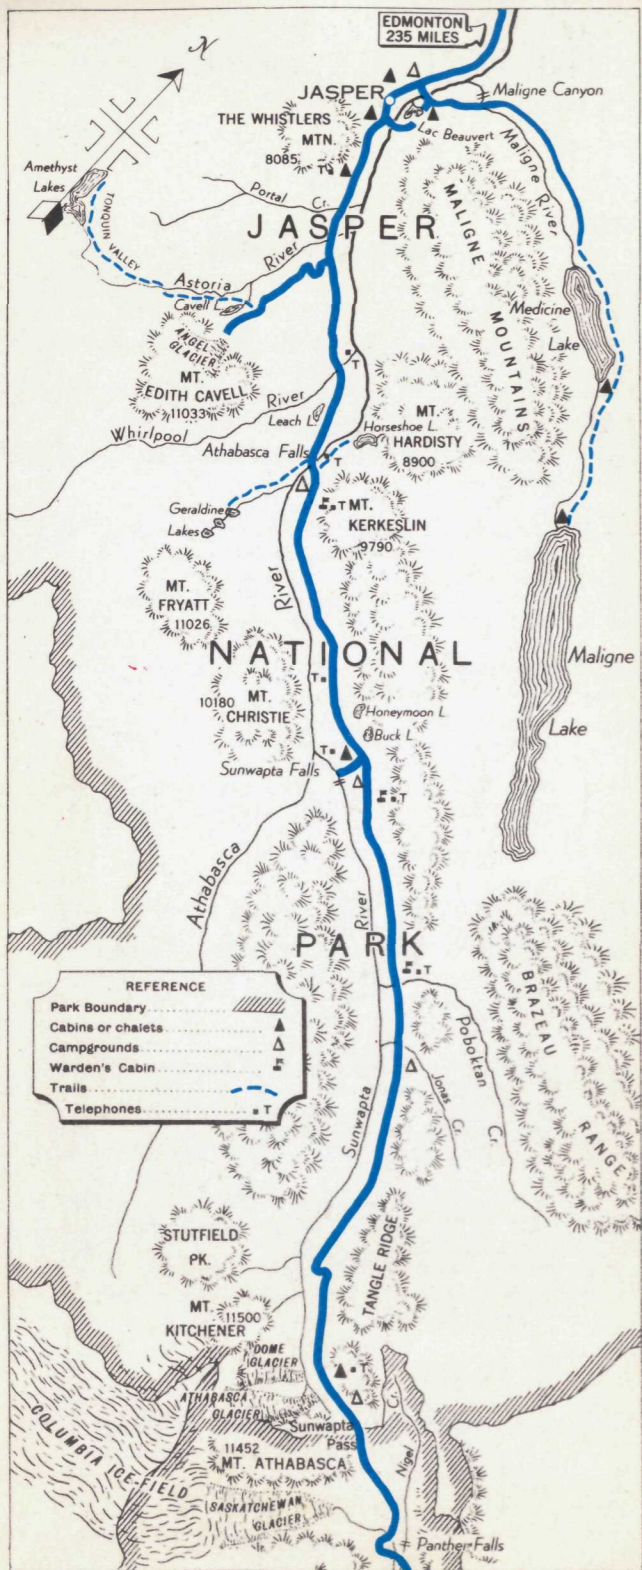 EDMONTON
235 MILES
N
JASPER
Maligne Canyon
THE WHISTLERS
MTN.
8085
T
Lac Beauvert
Maligne River
Amethyst
Lakes
TONQUIN
VALLEY
Portal Cr.
JASPER
MALIGNE
MOUNTAINS
Astoria River
Cavell L.
Medicine
Lake
ANGEL
GLACIER
MT.
EDITH CAVELL
11033
T
Whirlpool River
Leach L.
Horseshoe L.
MT.
HARDISTY
8900
Athabasca Falls
T
Geraldine
Lakes
T
MT.
KERKESLIN
9790
River
MT.
FRYATT
11026
NATIONAL
T
10180
MT.
CHRISTIE
Maligne
Lake
Honeymoon L.
Buck L.
T
Sunwapta Falls
T
Athabasca
River
PARK
T
BRAZEAU
RANGE
Poboktan
Cr.
Jonas
Cr.
Sunwapta
REFERENCE
Park Boundary
Cabins or chalets
Campgrounds
Warden's Cabin
Trails
Telephones T
STUTFIELD
PK.
TANGLE RIDGE
MT.
11500
KITCHENER
DOME
GLACIER
T
ATHABASCA
GLACIER
Sunwapta
Pass
Cr.
Nigel
COLUMBIA ICE-FIELD
11452
MT. ATHABASCA
SASKATCHEWAN
GLACIER
Panther Falls